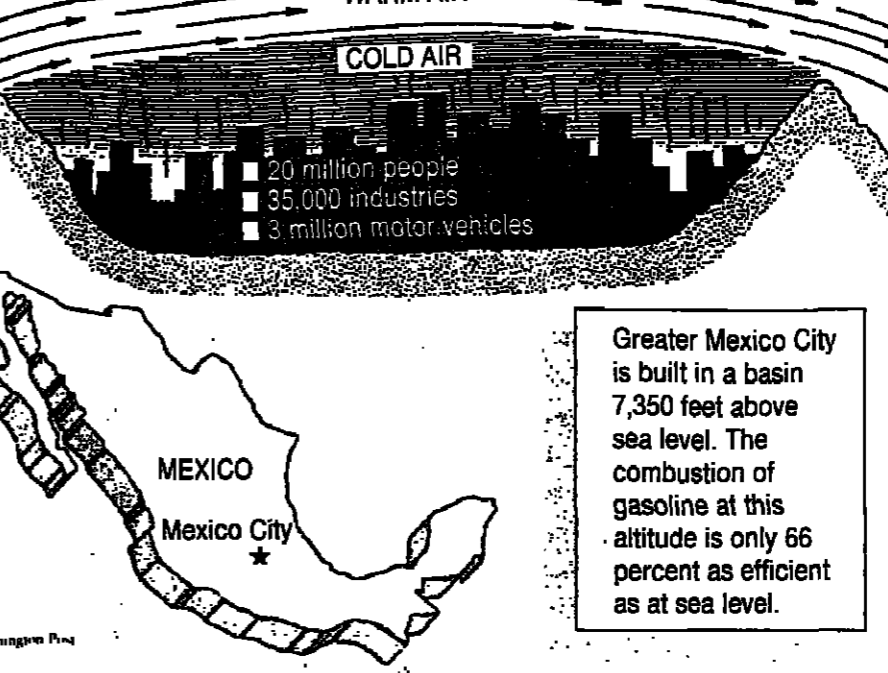 COLD AIR
20 million people
35,000 industries
3 million motor vehicles
Greater Mexico City
is built in a basin
7,350 feet above
sea level. The
combustion of
gasoline at this
altitude is only 66
percent as efficient
as at sea level.
MEXICO
Mexico City